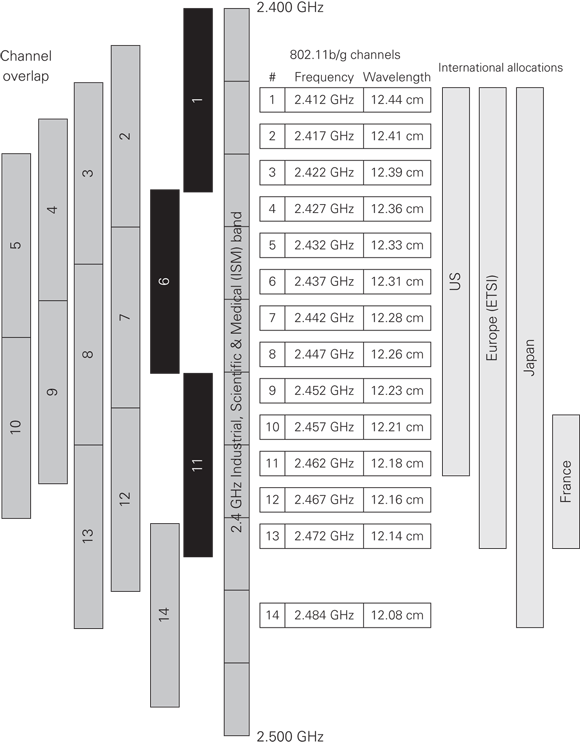 2.400 GHz
Channel
overlap
802.11b/g channels
International allocations
# Frequency Wavelength
1 2.412 GHz 12.44 cm
2 2.417 GHz 12.41 cm
3 2.422 GHz 12.39 cm
4 2.427 GHz 12.36 cm
5 2.432 GHz 12.33 cm
6 2.437 GHz 12.31 cm
7 2.442 GHz 12.28 cm
8 2.447 GHz 12.26 cm
9 2.452 GHz 12.23 cm
10 2.457 GHz 12.21 cm
11 2.462 GHz 12.18 cm
12 2.467 GHz 12.16 cm
13 2.472 GHz 12.14 cm
14 2.484 GHz 12.08 cm
5
10
4
9
3
8
13
2
7
12
6
14
1
11
2.4 GHz Industrial, Scientific & Medical (ISM) band
US
Europe (ETSI)
Japan
France
2.500 GHz